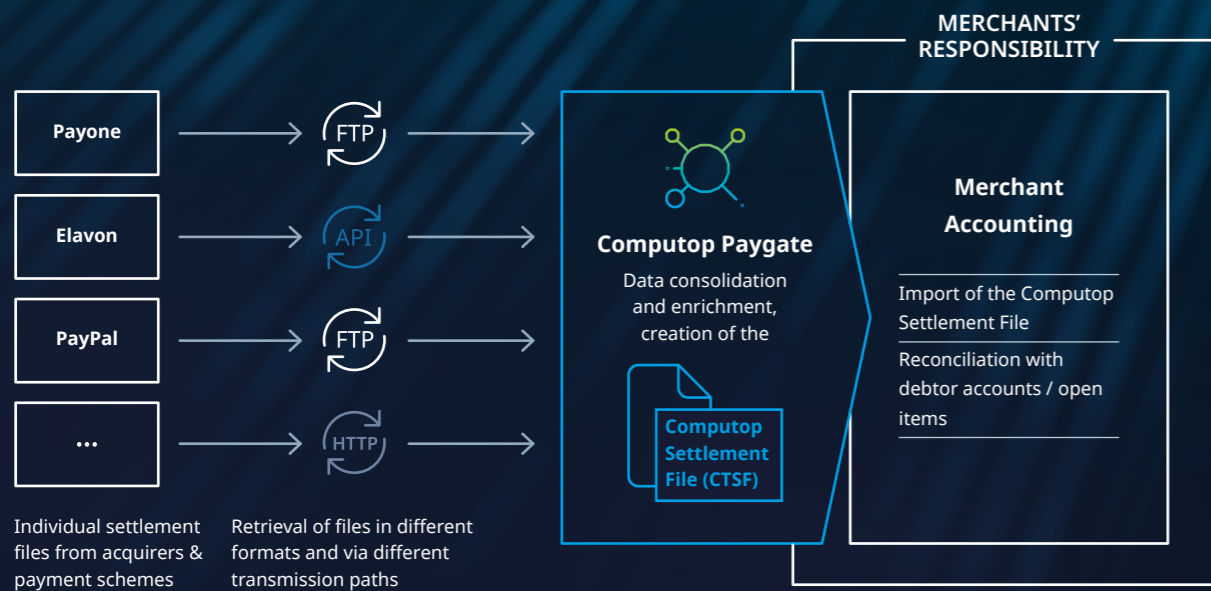 MERCHANTS’
RESPONSIBILITY
Payone
FTP
Elavon
API
PayPal
FTP
...
HTTP
Individual settlement
files from acquirers &
payment schemes
Retrieval of files in different
formats and via different
transmission paths
Computop Paygate
Data consolidation
and enrichment,
creation of the
Computop
Settlement
File (CTSF)
Merchant
Accounting
Import of the Computop
Settlement File
Reconciliation with
debtor accounts / open
items